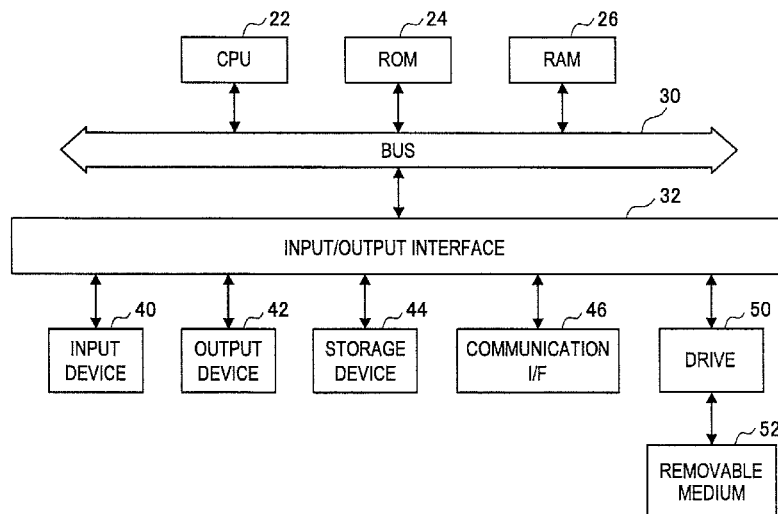 22
24
26
CPU
ROM
RAM
30
BUS
32
INPUT/OUTPUT INTERFACE
40
42
44
46
50
INPUT
DEVICE
OUTPUT
DEVICE
STORAGE
DEVICE
COMMUNICATION
I/F
DRIVE
52
REMOVABLE
MEDIUM